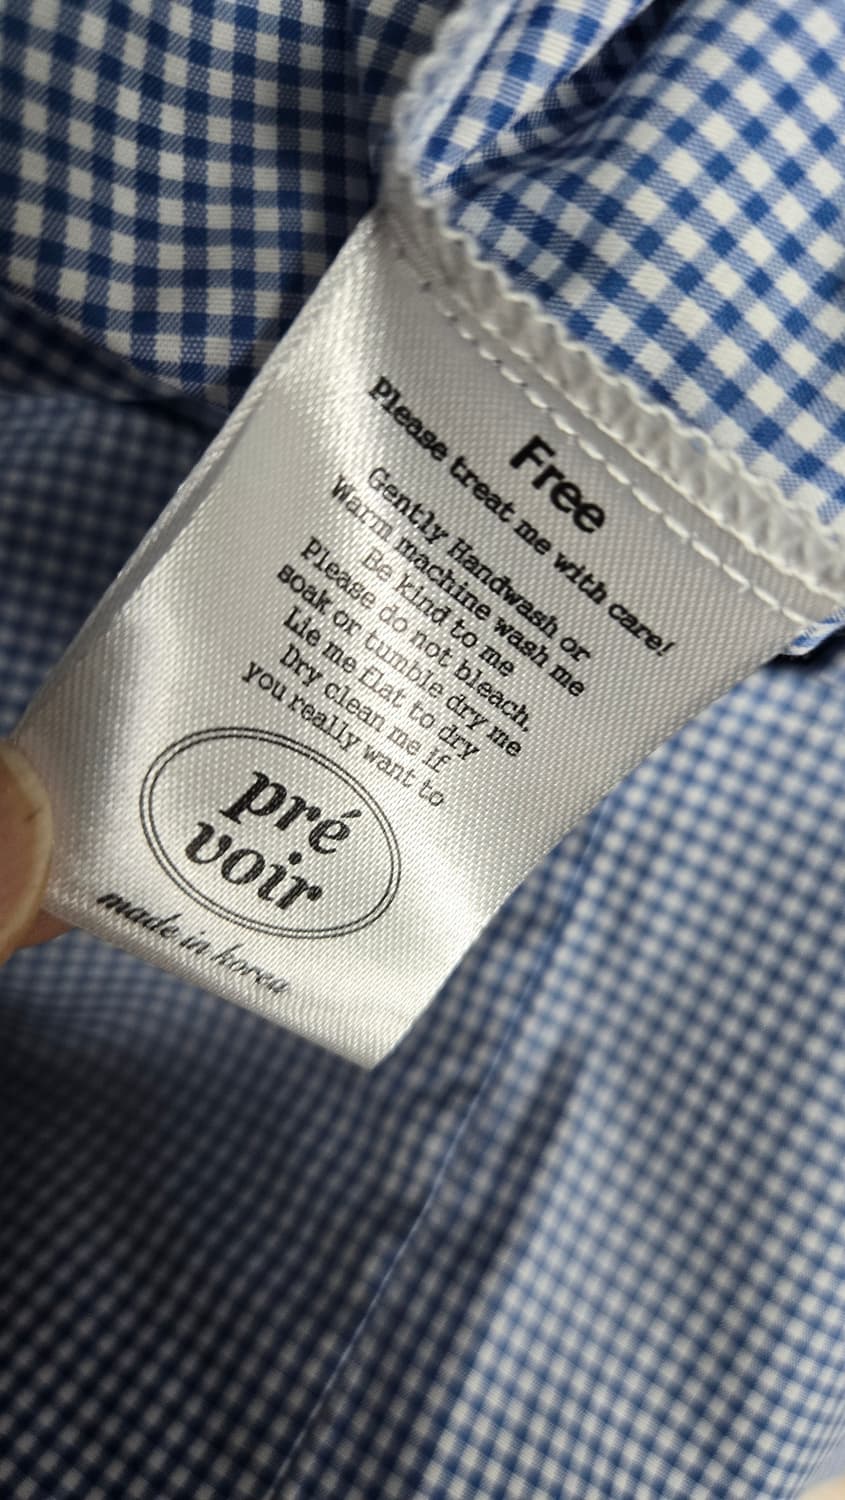 Free
Please treat me with care!
Gently Handwash or
Warm machine wash me
Be kind to me
Please do not bleach,
soak or tumble dry me
Lie me flat to dry
Dry clean me if
you really want to
pré
voir
made in korea